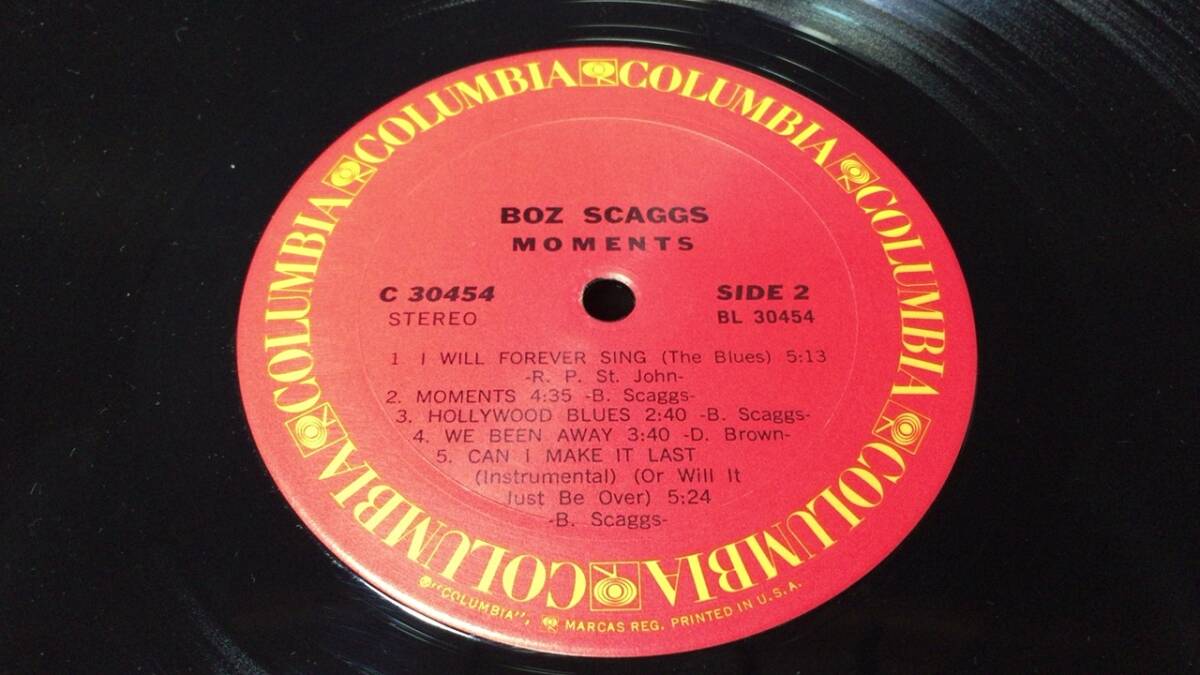 COLUMBIA COLUMBIA COLUMBIA COLUMBIA COLUMBIA COLUMBIA
BOZ SCAGGS
MOMENTS
C 30454
STEREO
SIDE 2
BL 30454
1. I WILL FOREVER SING (The Blues) 5:13
-R. P. St. John-
2. MOMENTS 4:35 -B. Scaggs-
3. HOLLYWOOD BLUES 2:40 -B. Scaggs-
4. WE BEEN AWAY 3:40 -D. Brown-
5. CAN I MAKE IT LAST
(Instrumental) (Or Will It
Just Be Over) 5:24
-B. Scaggs-
® "COLUMBIA", MARCAS REG. PRINTED IN U.S.A.